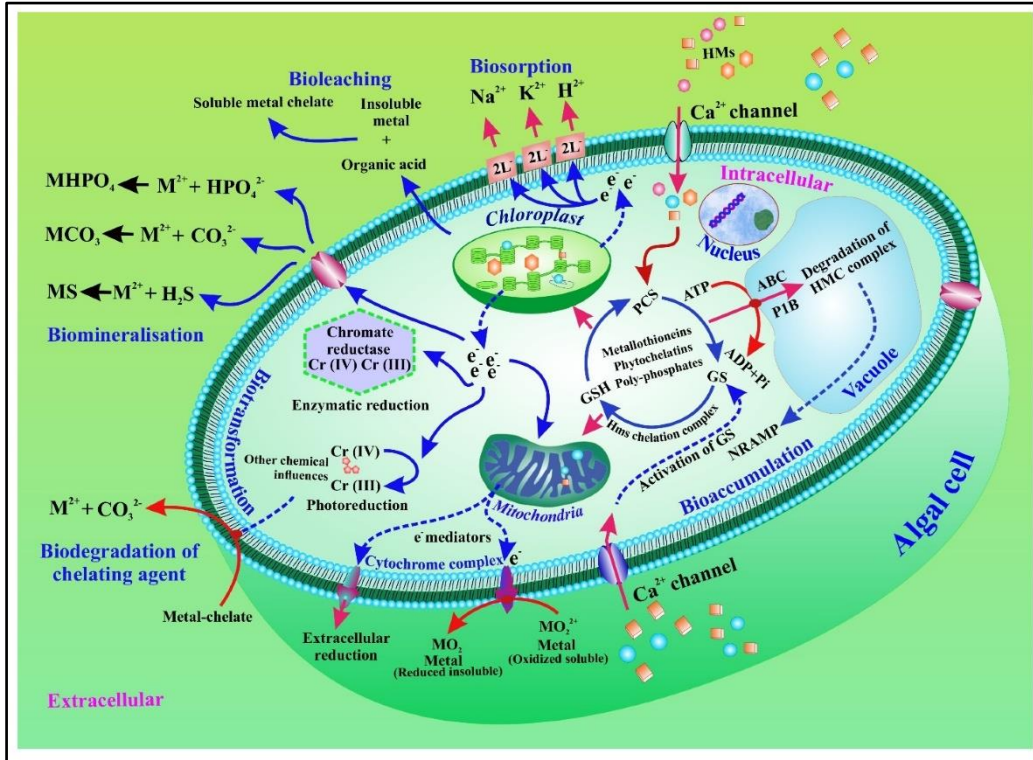 HMs
Ca²⁺ channel
Bioleaching
Soluble metal chelate
Insoluble
metal
+
Organic acid
Biosorption
Na²⁺ K²⁺ H²⁺
2L⁻ 2L⁻ 2L⁻
e⁻ e⁻
e⁻
Chloroplast
Intracellular
Nucleus
MHPO₄ M²⁺ + HPO₄²⁻
MCO₃ M²⁺ + CO₃²⁻
MS M²⁺ + H₂S
Biomineralisation
Biotransformation
Chromate
reductase
Cr (IV) Cr (III)
Enzymatic reduction
e⁻ e⁻
e⁻ e⁻
Other chemical
influences
Cr (IV)
Cr (III)
Photoreduction
PCS
ATP
ABC
P1B
ADP+Pi
Metallothioneins
Phytochelatins
Poly-phosphates
GSH
GS
Hms chelation complex
Activation of GS
Degradation of
HMC complex
Vacuole
NRAMP
Bioaccumulation
Mitochondria
e⁻mediators
Cytochrome complex
e⁻
Algal cell
M²⁺ + CO₃²⁻
Biodegradation of
chelating agent
Metal-chelate
Extracellular
reduction
MO₂
Metal
(Reduced insoluble)
MO₂²⁺
Metal
(Oxidized soluble)
Ca²⁺ channel
Extracellular